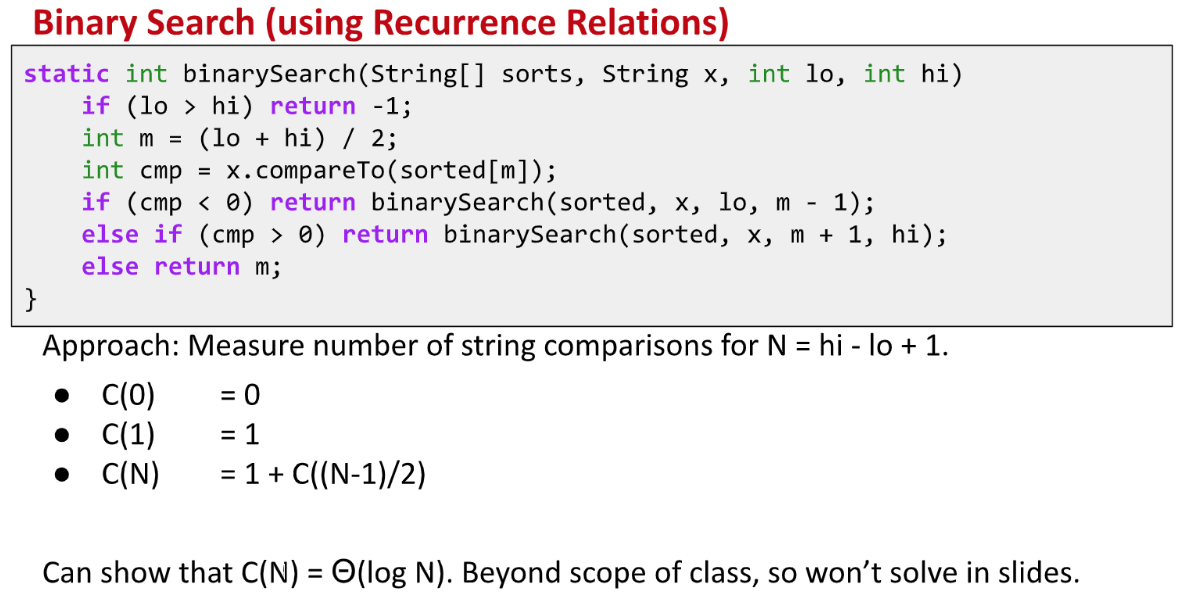 Binary Search (using Recurrence Relations)
static int binarySearch(String[] sorts, String x, int lo, int hi)
    if (lo > hi) return -1;
    int m = (lo + hi) / 2;
    int cmp = x.compareTo(sorted[m]);
    if (cmp < 0) return binarySearch(sorted, x, lo, m - 1);
    else if (cmp > 0) return binarySearch(sorted, x, m + 1, hi);
    else return m;
}
Approach: Measure number of string comparisons for N = hi - lo + 1.
● C(0) = 0
● C(1) = 1
● C(N) = 1 + C((N-1)/2)
Can show that C(N) = Θ(log N). Beyond scope of class, so won’t solve in slides.